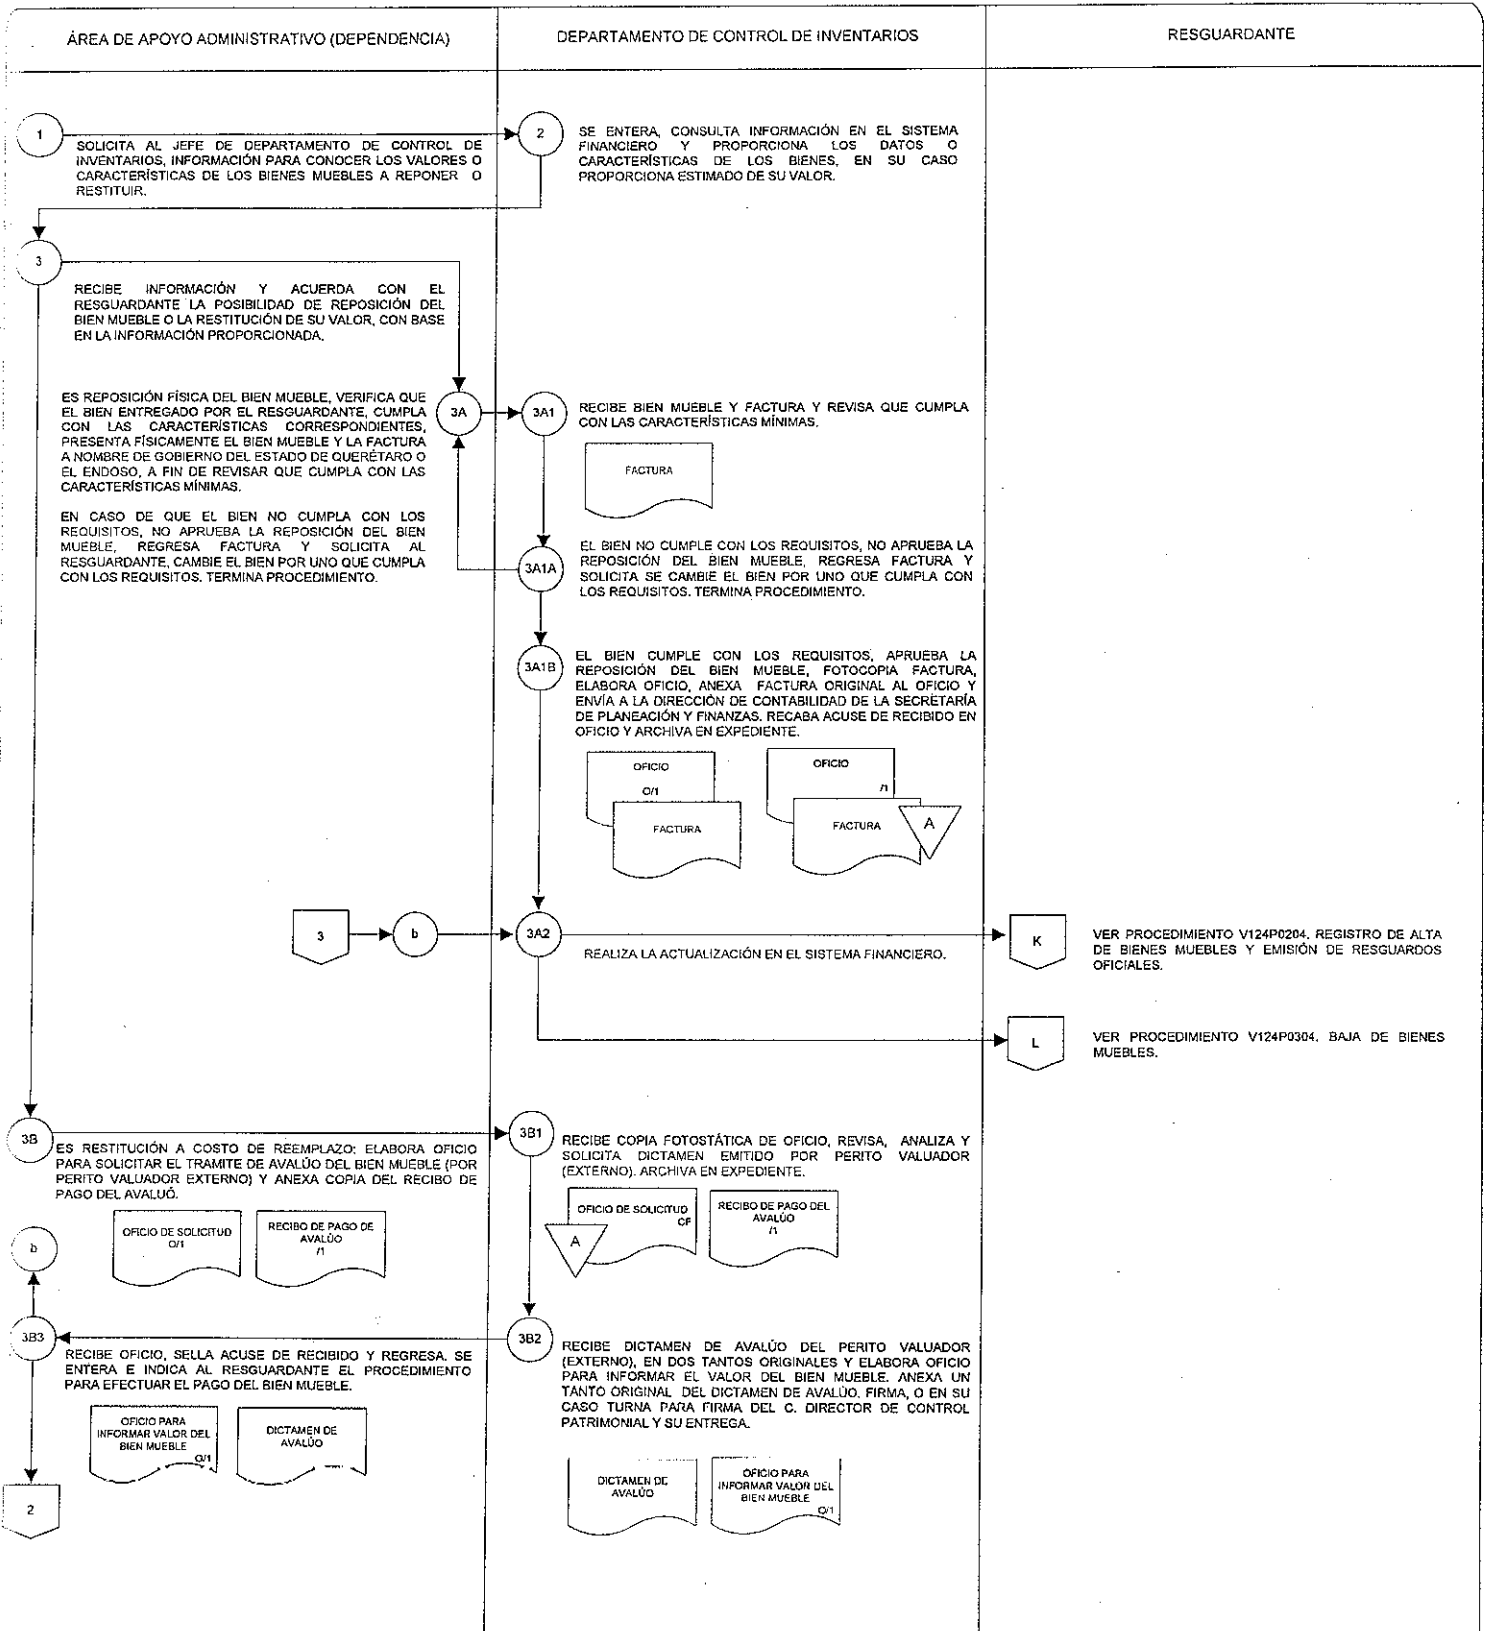 ÁREA DE APOYO ADMINISTRATIVO (DEPENDENCIA)
DEPARTAMENTO DE CONTROL DE INVENTARIOS
RESGUARDANTE
1
SOLICITA AL JEFE DE DEPARTAMENTO DE CONTROL DE
INVENTARIOS, INFORMACIÓN PARA CONOCER LOS VALORES O
CARACTERÍSTICAS DE LOS BIENES MUEBLES A REPONER O
RESTITUIR.
2
SE ENTERA, CONSULTA INFORMACIÓN EN EL SISTEMA
FINANCIERO Y PROPORCIONA LOS DATOS O
CARACTERÍSTICAS DE LOS BIENES, EN SU CASO
PROPORCIONA ESTIMADO DE SU VALOR.
3
RECIBE INFORMACIÓN Y ACUERDA CON EL
RESGUARDANTE LA POSIBILIDAD DE REPOSICIÓN DEL
BIEN MUEBLE O LA RESTITUCIÓN DE SU VALOR, CON BASE
EN LA INFORMACIÓN PROPORCIONADA.
ES REPOSICIÓN FÍSICA DEL BIEN MUEBLE, VERIFICA QUE
EL BIEN ENTREGADO POR EL RESGUARDANTE, CUMPLA
CON LAS CARACTERÍSTICAS CORRESPONDIENTES,
PRESENTA FÍSICAMENTE EL BIEN MUEBLE Y LA FACTURA
A NOMBRE DE GOBIERNO DEL ESTADO DE QUERÉTARO O
EL ENDOSO, A FIN DE REVISAR QUE CUMPLA CON LAS
CARACTERÍSTICAS MÍNIMAS.
EN CASO DE QUE EL BIEN NO CUMPLA CON LOS
REQUISITOS, NO APRUEBA LA REPOSICIÓN DEL BIEN
MUEBLE, REGRESA FACTURA Y SOLICITA AL
RESGUARDANTE, CAMBIE EL BIEN POR UNO QUE CUMPLA
CON LOS REQUISITOS. TERMINA PROCEDIMIENTO.
3A
3A1
RECIBE BIEN MUEBLE Y FACTURA Y REVISA QUE CUMPLA
CON LAS CARACTERÍSTICAS MÍNIMAS.
FACTURA
3A1A
EL BIEN NO CUMPLE CON LOS REQUISITOS, NO APRUEBA LA
REPOSICIÓN DEL BIEN MUEBLE, REGRESA FACTURA Y
SOLICITA SE CAMBIE EL BIEN POR UNO QUE CUMPLA CON
LOS REQUISITOS. TERMINA PROCEDIMIENTO.
3A1B
EL BIEN CUMPLE CON LOS REQUISITOS, APRUEBA LA
REPOSICIÓN DEL BIEN MUEBLE, FOTOCOPIA FACTURA,
ELABORA OFICIO, ANEXA FACTURA ORIGINAL AL OFICIO Y
ENVÍA A LA DIRECCIÓN DE CONTABILIDAD DE LA SECRETARÍA
DE PLANEACIÓN Y FINANZAS. RECABA ACUSE DE RECIBIDO EN
OFICIO Y ARCHIVA EN EXPEDIENTE.
OFICIO
O/1
FACTURA
OFICIO
/1
FACTURA
A
3
b
3A2
REALIZA LA ACTUALIZACIÓN EN EL SISTEMA FINANCIERO.
K
VER PROCEDIMIENTO V124P0204. REGISTRO DE ALTA
DE BIENES MUEBLES Y EMISIÓN DE RESGUARDOS
OFICIALES.
L
VER PROCEDIMIENTO V124P0304. BAJA DE BIENES
MUEBLES.
3B
ES RESTITUCIÓN A COSTO DE REEMPLAZO: ELABORA OFICIO
PARA SOLICITAR EL TRAMITE DE AVALÚO DEL BIEN MUEBLE (POR
PERITO VALUADOR EXTERNO) Y ANEXA COPIA DEL RECIBO DE
PAGO DEL AVALUÓ.
OFICIO DE SOLICITUD
O/1
RECIBO DE PAGO DE
AVALÚO
/1
3B1
RECIBE COPIA FOTOSTÁTICA DE OFICIO, REVISA, ANALIZA Y
SOLICITA DICTAMEN EMITIDO POR PERITO VALUADOR
(EXTERNO). ARCHIVA EN EXPEDIENTE.
OFICIO DE SOLICITUD
CF
A
RECIBO DE PAGO DEL
AVALÚO
/1
b
3B3
RECIBE OFICIO, SELLA ACUSE DE RECIBIDO Y REGRESA. SE
ENTERA E INDICA AL RESGUARDANTE EL PROCEDIMIENTO
PARA EFECTUAR EL PAGO DEL BIEN MUEBLE.
OFICIO PARA
INFORMAR VALOR DEL
BIEN MUEBLE
O/1
DICTAMEN DE
AVALÚO
3B2
RECIBE DICTAMEN DE AVALÚO DEL PERITO VALUADOR
(EXTERNO), EN DOS TANTOS ORIGINALES Y ELABORA OFICIO
PARA INFORMAR EL VALOR DEL BIEN MUEBLE. ANEXA UN
TANTO ORIGINAL DEL DICTAMEN DE AVALÚO. FIRMA, O EN SU
CASO TURNA PARA FIRMA DEL C. DIRECTOR DE CONTROL
PATRIMONIAL Y SU ENTREGA.
DICTAMEN DE
AVALÚO
OFICIO PARA
INFORMAR VALOR DEL
BIEN MUEBLE
O/1
2